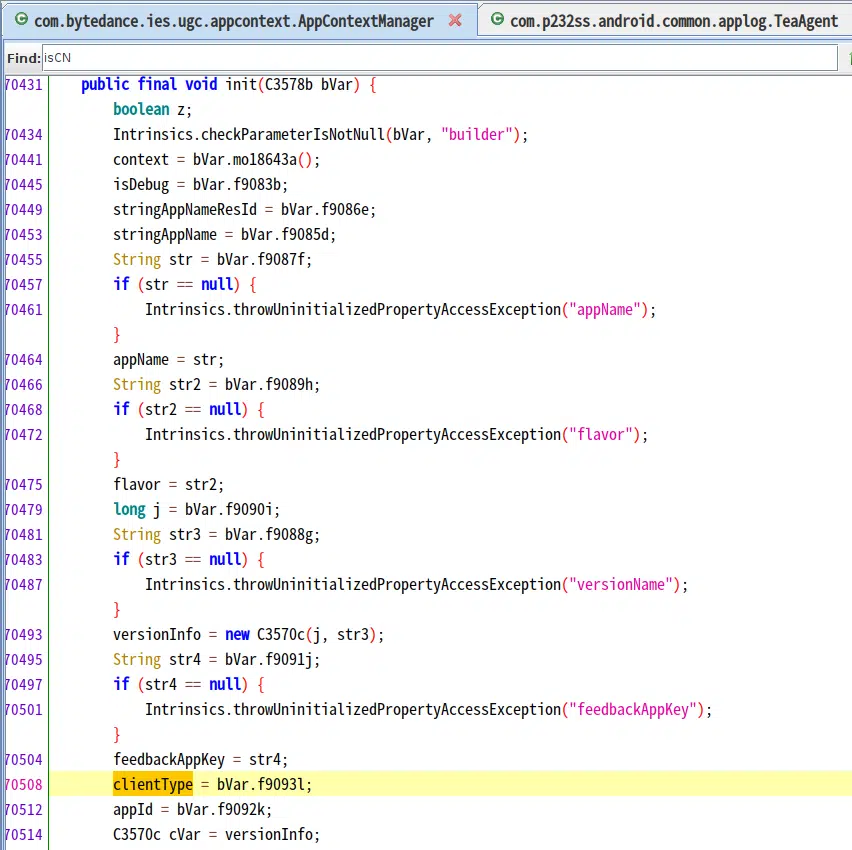 com.bytedance.ies.ugc.appcontext.AppContextManager com.p232ss.android.common.applog.TeaAgent
Find: isCN
70431 public final void init(C3578b bVar) {
boolean z;
70434 Intrinsics.checkParameterIsNotNull(bVar, "builder");
70441 context = bVar.mo18643a();
70445 isDebug = bVar.f9083b;
70449 stringAppNameResId = bVar.f9086e;
70453 stringAppName = bVar.f9085d;
70455 String str = bVar.f9087f;
70457 if (str == null) {
70461 Intrinsics.throwUninitializedPropertyAccessException("appName");
}
70464 appName = str;
70466 String str2 = bVar.f9089h;
70468 if (str2 == null) {
70472 Intrinsics.throwUninitializedPropertyAccessException("flavor");
}
70475 flavor = str2;
70479 long j = bVar.f9090i;
70481 String str3 = bVar.f9088g;
70483 if (str3 == null) {
70487 Intrinsics.throwUninitializedPropertyAccessException("versionName");
}
70493 versionInfo = new C3570c(j, str3);
70495 String str4 = bVar.f9091j;
70497 if (str4 == null) {
70501 Intrinsics.throwUninitializedPropertyAccessException("feedbackAppKey");
}
70504 feedbackAppKey = str4;
70508 clientType = bVar.f9093l;
70512 appId = bVar.f9092k;
70514 C3570c cVar = versionInfo;